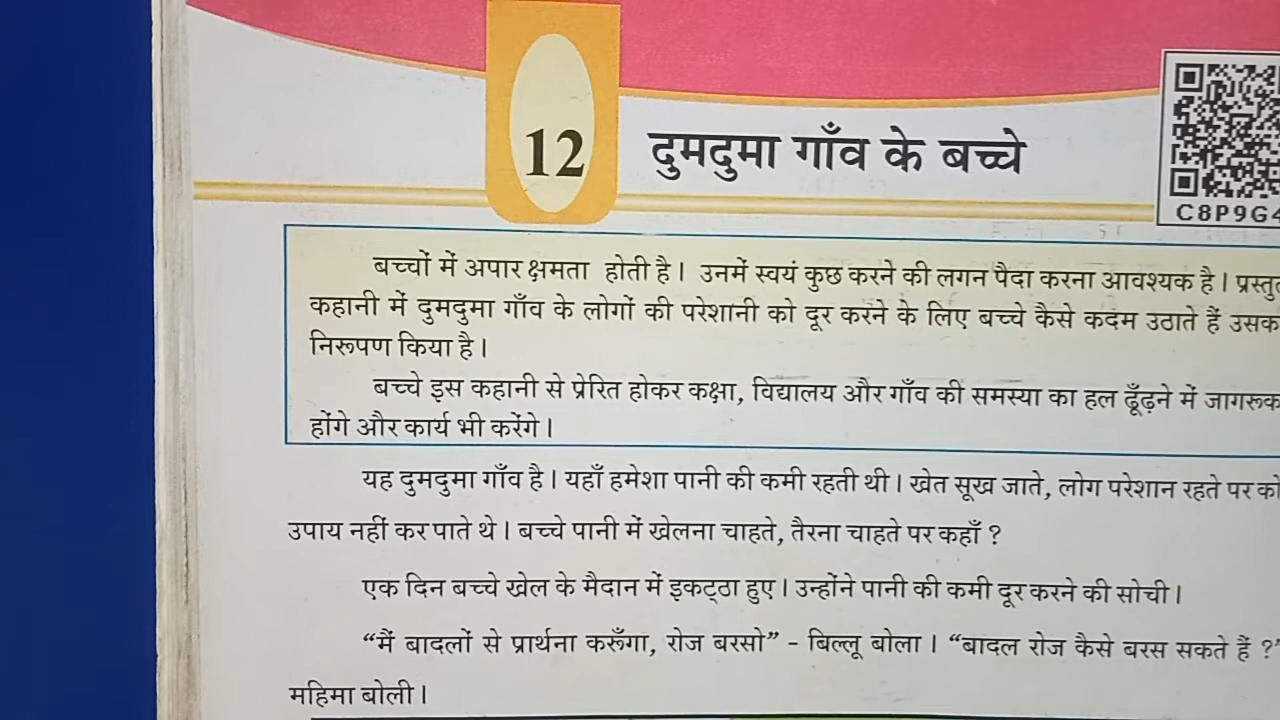 12
दुमदुमा गाँव के बच्चे
C8P9G4
बच्चों में अपार क्षमता होती है। उनमें स्वयं कुछ करने की लगन पैदा करना आवश्यक है।
कहानी में दुमदुमा गाँव के लोगों की परेशानी को दूर करने के लिए बच्चे कैसे कदम उठाते हैं
निरूपण किया है।
बच्चे इस कहानी से प्रेरित होकर कक्षा, विद्यालय और गाँव की समस्या का हल ढूँढ़ने में जागरूक
होंगे और कार्य भी करेंगे।
यह दुमदुमा गाँव है। यहाँ हमेशा पानी की कमी रहती थी। खेत सूख जाते, लोग परेशान रहते पर
उपाय नहीं कर पाते थे। बच्चे पानी में खेलना चाहते, तैरना चाहते पर कहाँ ?
एक दिन बच्चे खेल के मैदान में इकट्ठा हुए। उन्होंने पानी की कमी दूर करने की सोची।
“मैं बादलों से प्रार्थना करूँगा, रोज बरसो” - बिल्लू बोला। “बादल रोज कैसे बरस सकते हैं ?”
महिमा बोली।